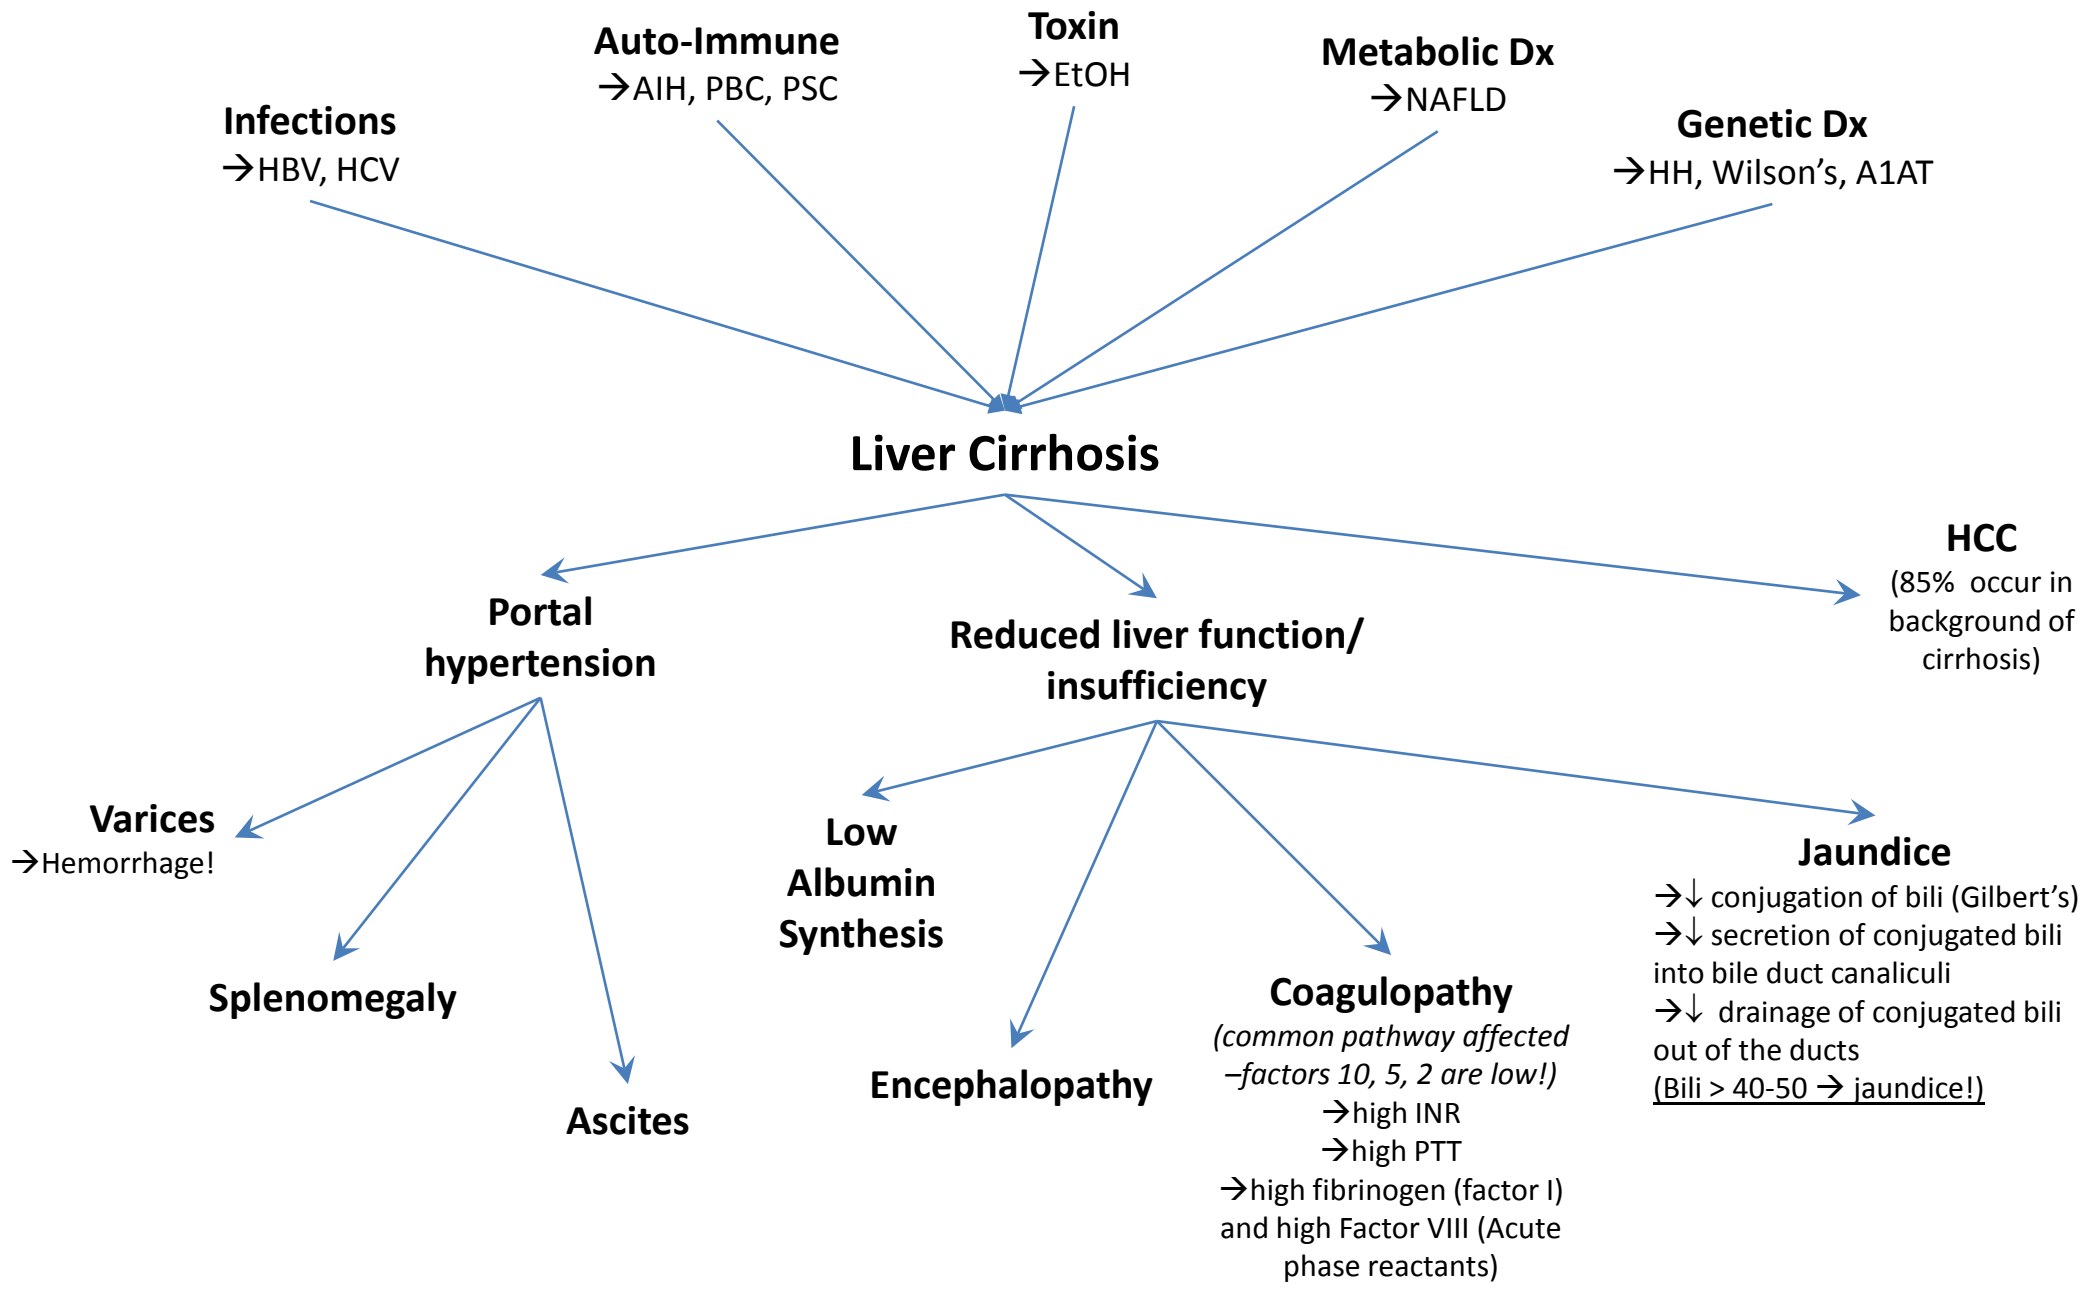 Infections
→HBV, HCV
Auto-Immune
→AIH, PBC, PSC
Toxin
→EtOH
Metabolic Dx
→NAFLD
Genetic Dx
→HH, Wilson’s, A1AT
Liver Cirrhosis
Portal
hypertension
Reduced liver function/
insufficiency
HCC
(85%  occur in
background of
cirrhosis)
Varices
→Hemorrhage!
Splenomegaly
Ascites
Low
Albumin
Synthesis
Encephalopathy
Coagulopathy
(common pathway affected
–factors 10, 5, 2 are low!)
→high INR
→high PTT
→high fibrinogen (factor I)
and high Factor VIII (Acute
phase reactants)
Jaundice
→↓ conjugation of bili (Gilbert’s)
→↓ secretion of conjugated bili
into bile duct canaliculi
→↓  drainage of conjugated bili
out of the ducts
(Bili > 40-50 → jaundice!)